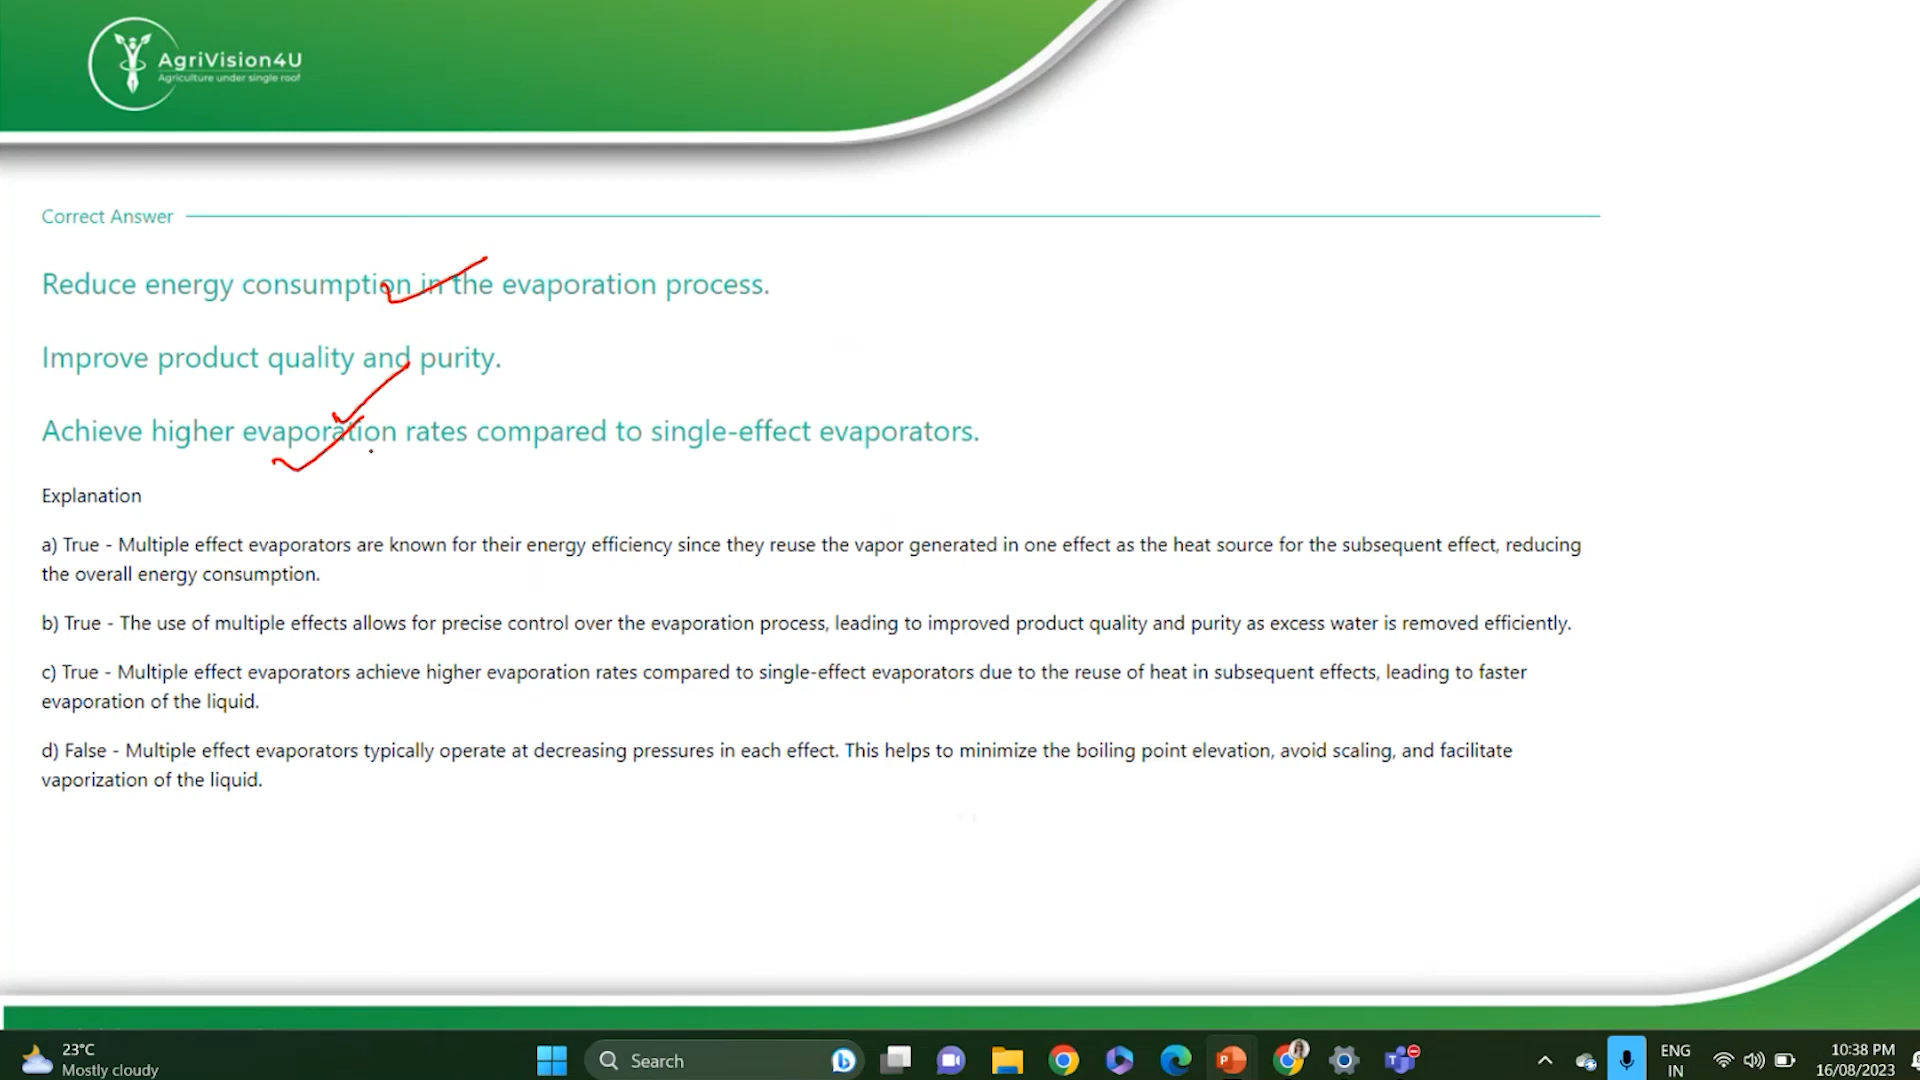 AgriVision4U
Agriculture under single roof
Correct Answer
Reduce energy consumption in the evaporation process.
Improve product quality and purity.
Achieve higher evaporation rates compared to single-effect evaporators.
Explanation
a) True - Multiple effect evaporators are known for their energy efficiency since they reuse the vapor generated in one effect as the heat source for the subsequent effect, reducing
the overall energy consumption.
b) True - The use of multiple effects allows for precise control over the evaporation process, leading to improved product quality and purity as excess water is removed efficiently.
c) True - Multiple effect evaporators achieve higher evaporation rates compared to single-effect evaporators due to the reuse of heat in subsequent effects, leading to faster
evaporation of the liquid.
d) False - Multiple effect evaporators typically operate at decreasing pressures in each effect. This helps to minimize the boiling point elevation, avoid scaling, and facilitate
vaporization of the liquid.
23°C
Mostly cloudy
Search
ENG
IN
10:38 PM
16/08/2023